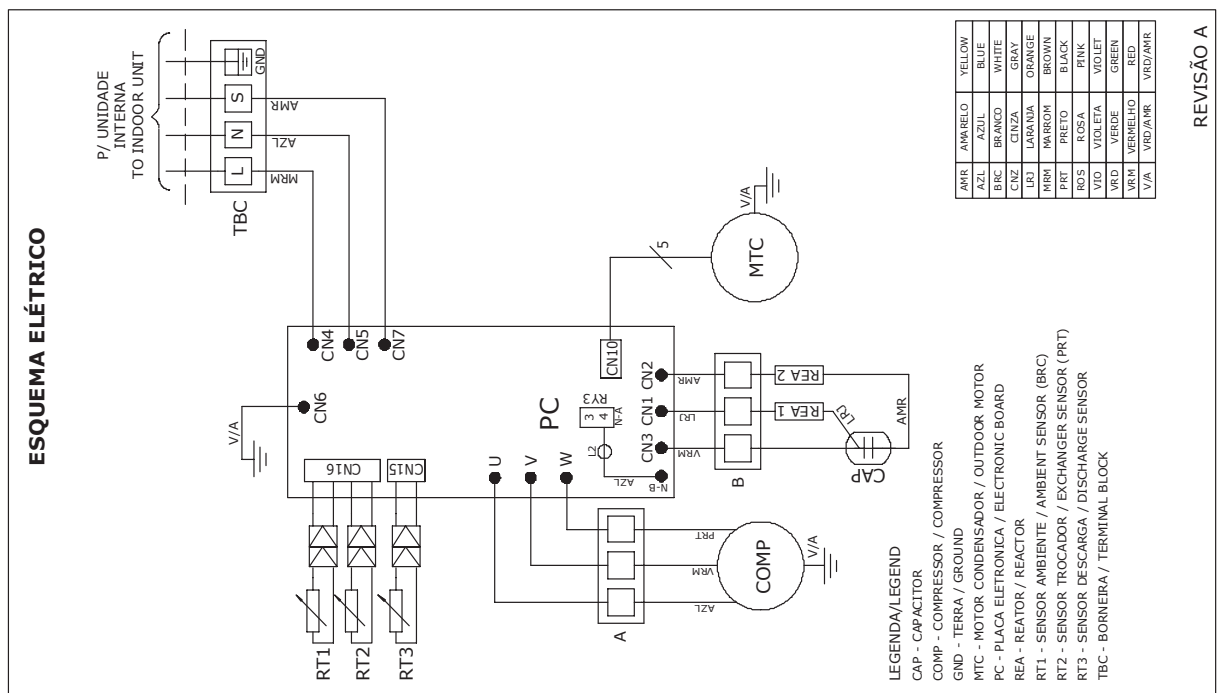 ESQUEMA ELÉTRICO
P/ UNIDADE
INTERNA
TO INDOOR UNIT
L
N
S
GND
TBC
MRM
AZL
AMR
V/A
CN6
CN4
CN5
CN7
CN16
CN15
RT1
RT2
RT3
PC
CN10
5
MTC
V/A
U
V
W
RY3
3
4
N-A
L2
AZL
N-B
CN3
CN1
CN2
VRM
LRJ
AMR
A
B
REA 1
REA 2
LRJ
AMR
CAP
AZL
VRM
PRT
COMP
V/A
LEGENDA/LEGEND
CAP - CAPACITOR
COMP - COMPRESSOR / COMPRESSOR
GND - TERRA / GROUND
MTC - MOTOR CONDENSADOR / OUTDOOR MOTOR
PC - PLACA ELETRONICA / ELECTRONIC BOARD
REA - REATOR / REACTOR
RT1 - SENSOR AMBIENTE / AMBIENT SENSOR (BRC)
RT2 - SENSOR TROCADOR / EXCHANGER SENSOR (PRT)
RT3 - SENSOR DESCARGA / DISCHARGE SENSOR
TBC - BORNEIRA / TERMINAL BLOCK
AMR AMARELO YELLOW
AZL AZUL BLUE
BRC BRANCO WHITE
CNZ CINZA GRAY
LRJ LARANJA ORANGE
MRM MARROM BROWN
PRT PRETO BLACK
ROS ROSA PINK
VIO VIOLETA VIOLET
VRD VERDE GREEN
VRM VERMELHO RED
V/A VRD/AMR VRD/AMR
REVISÃO A